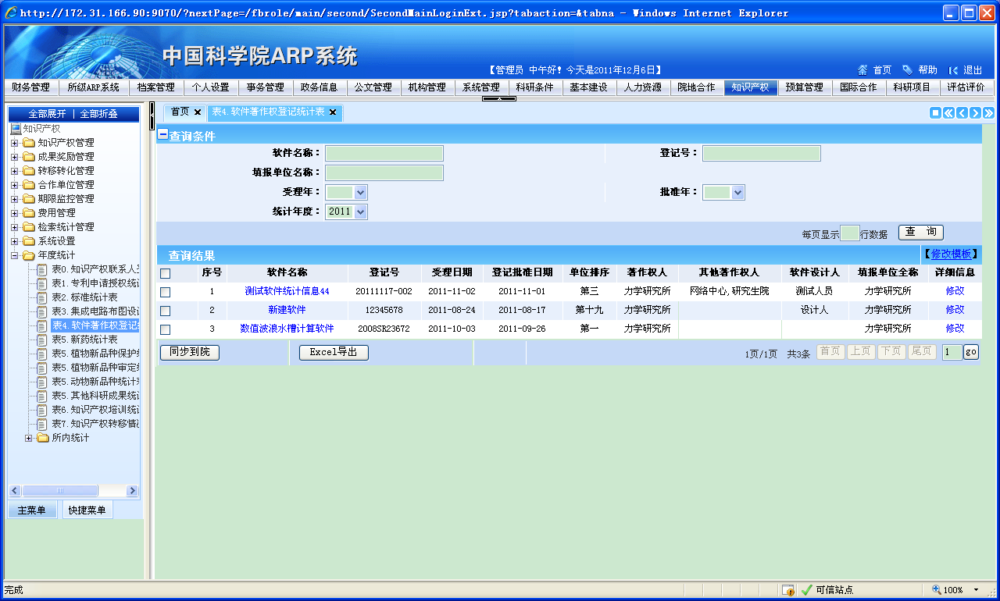 http://172.31.166.90:9070/?nextPage=/fbrole/main/second/SecondMainLoginExt.jsp?tabaction=&tabna - Windows Internet Explorer
中国科学院ARP系统
【管理员 中午好! 今天是2011年12月6日】 首页 帮助 退出
财务管理 所级ARP系统 档案管理 个人设置 事务管理 政务信息 公文管理 机构管理 系统管理 科研条件 基本建设 人力资源 院地合作 知识产权 预算管理 国际合作 科研项目 评估评价
全部展开 | 全部折叠
知识产权
知识产权管理
成果奖励管理
转移转化管理
合作单位管理
期限监控管理
费用管理
检索统计管理
系统设置
年度统计
表0.知识产权联系人
表1.专利申请授权统计
表2.标准统计表
表3.集成电路布图设计
表4.软件著作权登记
表5.新药统计表
表5.植物新品种保护
表5.植物新品种审定
表5.动物新品种统计
表5.其他科研成果统计
表6.知识产权培训统计
表7.知识产权转移情况
所内统计
主菜单 快捷菜单
首页 表4.软件著作权登记统计表
查询条件
软件名称： 登记号：
填报单位名称：
受理年： 批准年：
统计年度： 2011
每页显示 行数据 查 询
查询结果 【修改模板】
序号 软件名称 登记号 受理日期 登记批准日期 单位排序 著作权人 其他著作权人 软件设计人 填报单位全称 详细信息
1 测试软件统计信息44 20111117-002 2011-11-02 2011-11-01 第三 力学研究所 网络中心,研究生院 测试人员 力学研究所 修改
2 新建软件 12345678 2011-08-24 2011-08-17 第十九 力学研究所 设计人 力学研究所 修改
3 数值波浪水槽计算软件 2008SR23672 2011-10-03 2011-09-26 第一 力学研究所 力学研究所 修改
同步到院 Excel导出 1页/1页 共3条 首页 上页 下页 尾页 1 go
完成 可信站点 100%